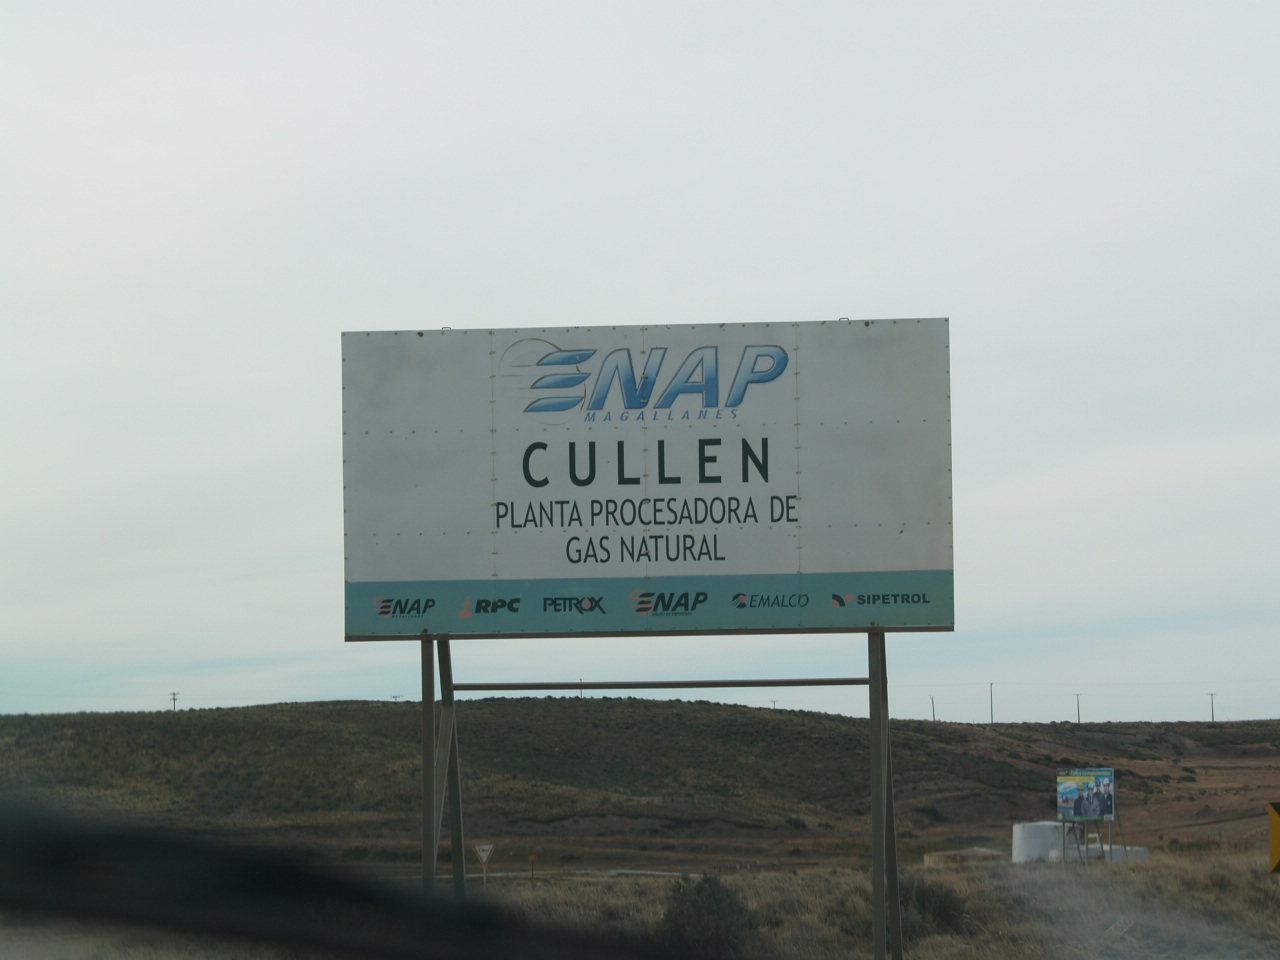 ENAP
MAGALLANES
CULLEN
PLANTA PROCESADORA DE
GAS NATURAL
ENAP RPC PETROX ENAP EMALCO SIPETROL